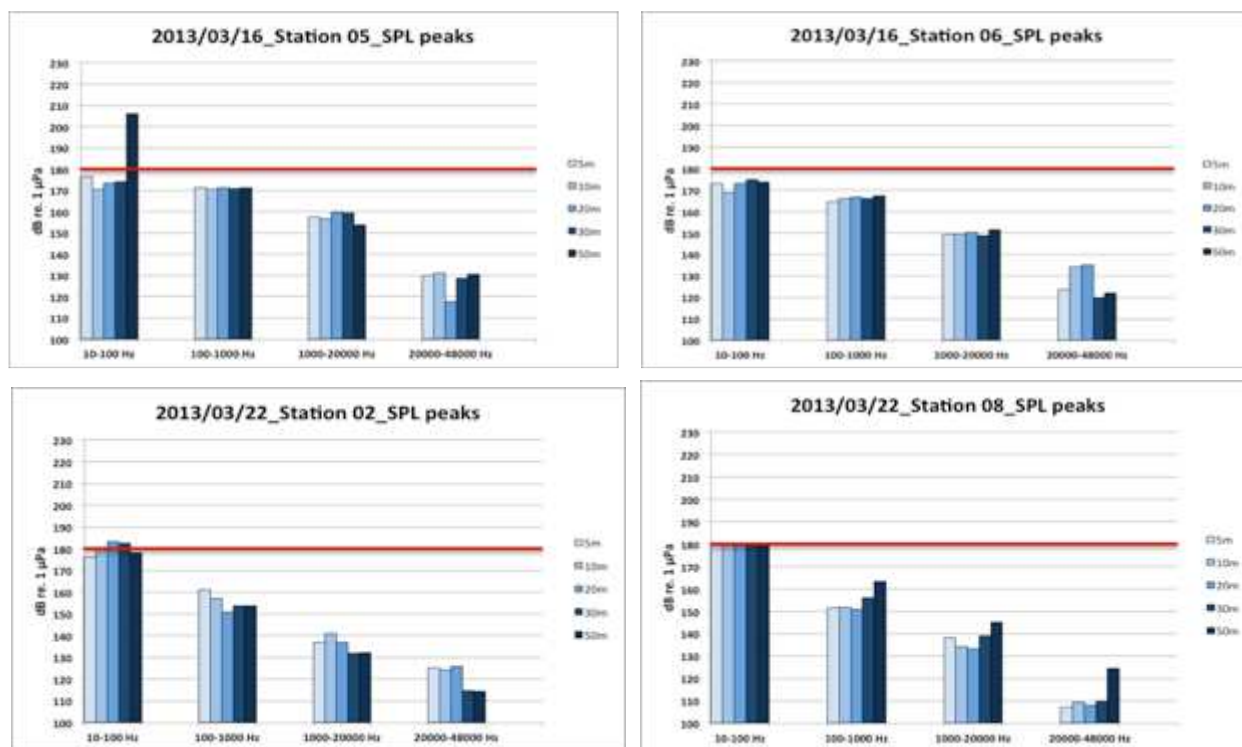 2013/03/16_Station 05_SPL peaks
230
220
210
200
190
180
170
160
150
140
130
120
110
100
dB re. 1 µPa
10-100 Hz 100-1000 Hz 1000-20000 Hz 20000-48000 Hz
5m
10m
20m
30m
50m
2013/03/16_Station 06_SPL peaks
230
220
210
200
190
180
170
160
150
140
130
120
110
100
dB re. 1 µPa
10-100 Hz 100-1000 Hz 1000-20000 Hz 20000-48000 Hz
5m
10m
20m
30m
50m
2013/03/22_Station 02_SPL peaks
230
220
210
200
190
180
170
160
150
140
130
120
110
100
dB re. 1 µPa
10-100 Hz 100-1000 Hz 1000-20000 Hz 20000-48000 Hz
5m
10m
20m
30m
50m
2013/03/22_Station 08_SPL peaks
230
220
210
200
190
180
170
160
150
140
130
120
110
100
dB re. 1 µPa
10-100 Hz 100-1000 Hz 1000-20000 Hz 20000-48000 Hz
5m
10m
20m
30m
50m